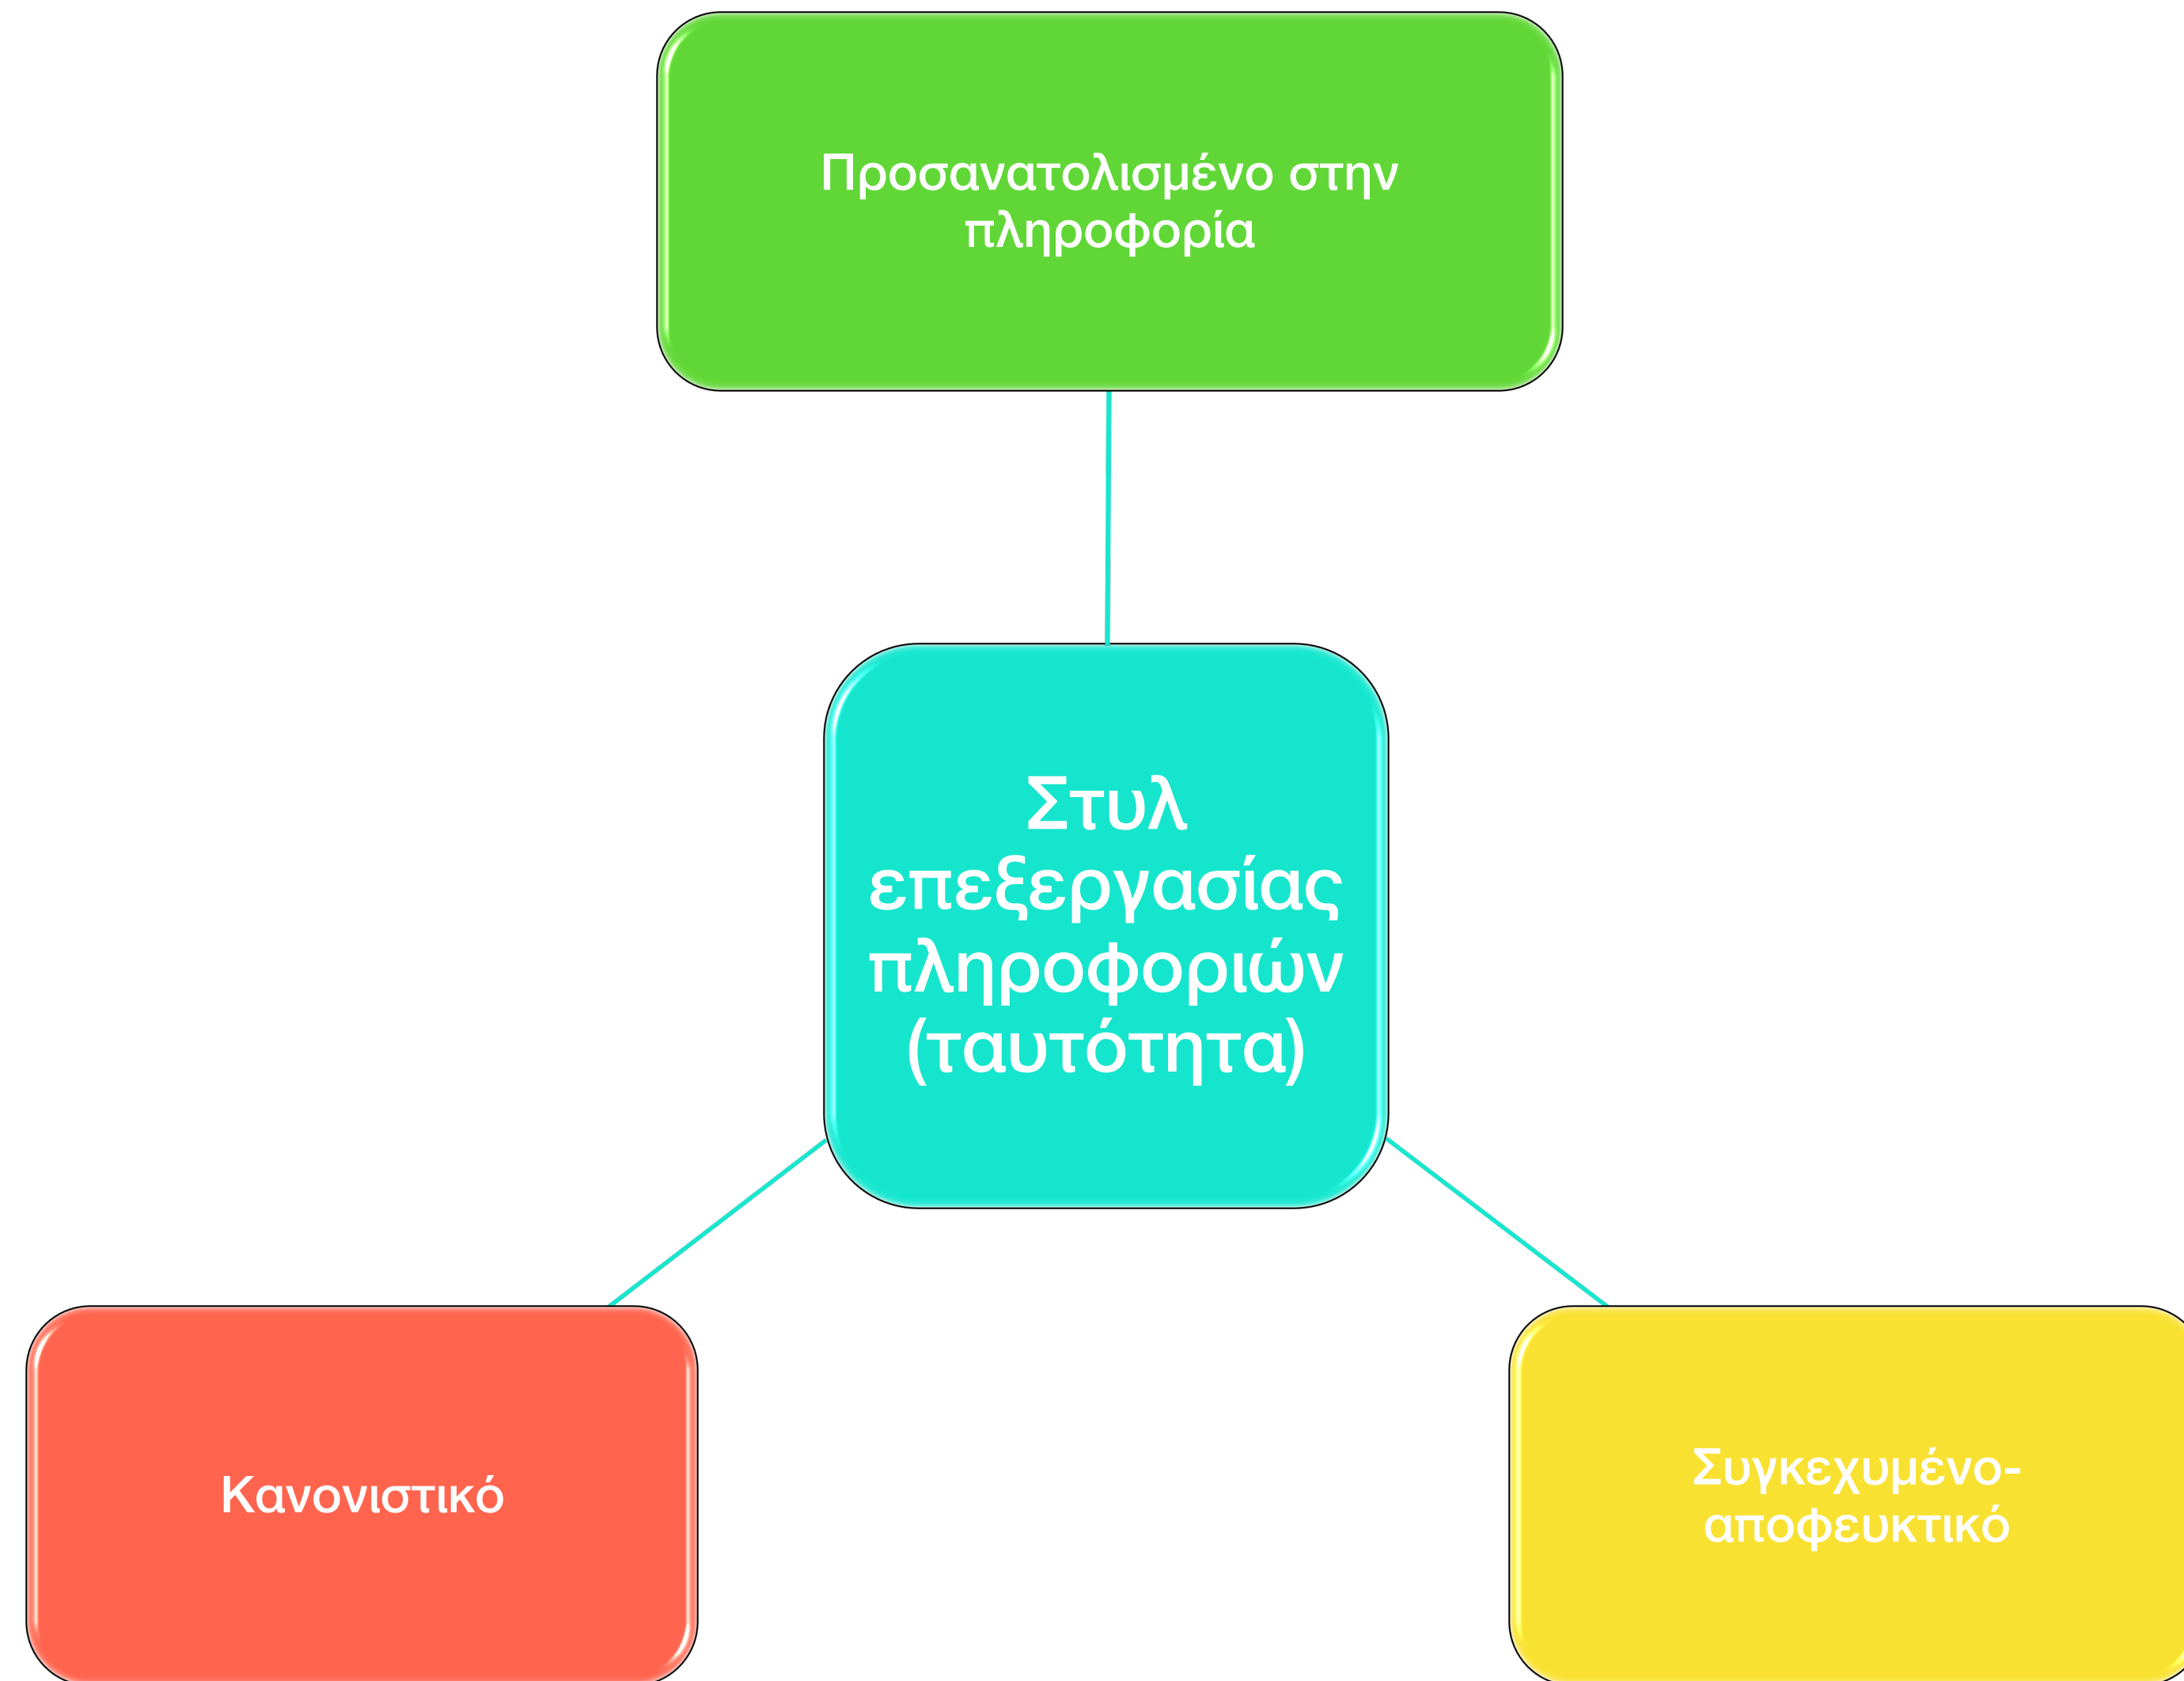 Προσανατολισμένο στην
πληροφορία
Στυλ
επεξεργασίας
πληροφοριών
(ταυτότητα)
Κανονιστικό
Συγκεχυμένο-
αποφευκτικό